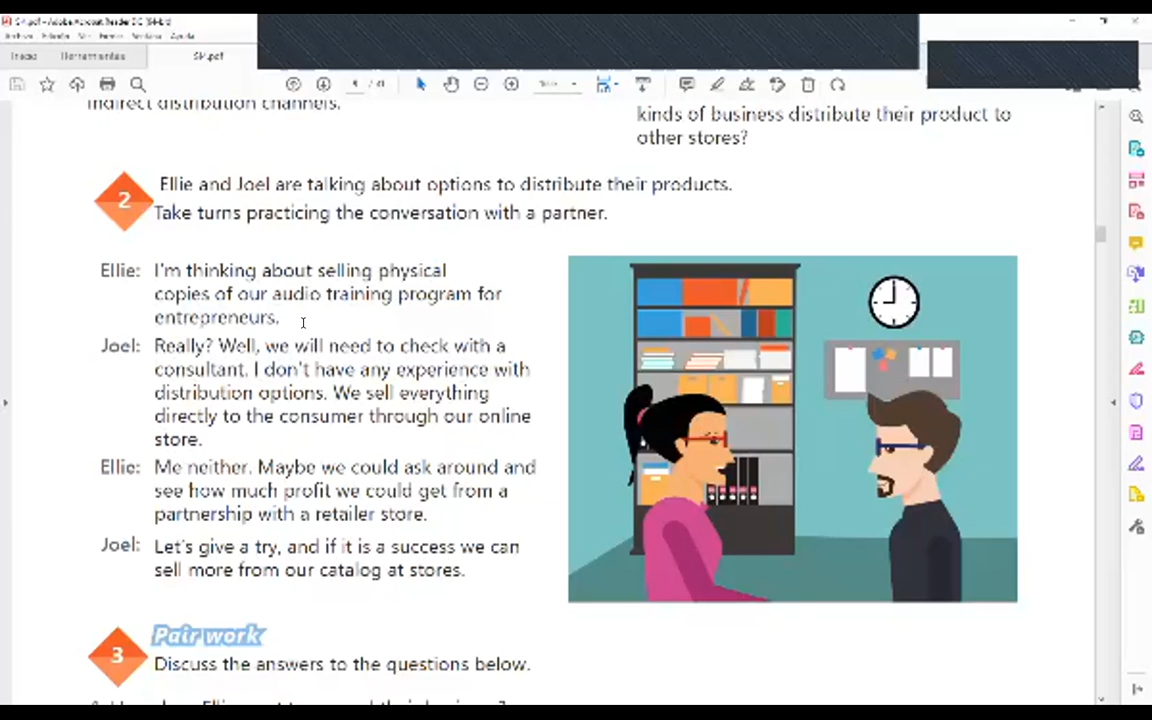 Inicio
Herramientas
S4.pdf
indirect distribution channels.
kinds of business distribute their product to
other stores?
2
Ellie and Joel are talking about options to distribute their products.
Take turns practicing the conversation with a partner.
Ellie: I'm thinking about selling physical
copies of our audio training program for
entrepreneurs.
Joel: Really? Well, we will need to check with a
consultant. I don't have any experience with
distribution options. We sell everything
directly to the consumer through our online
store.
Ellie: Me neither. Maybe we could ask around and
see how much profit we could get from a
partnership with a retailer store.
Joel: Let's give a try, and if it is a success we can
sell more from our catalog at stores.
3
Pair work
Discuss the answers to the questions below.